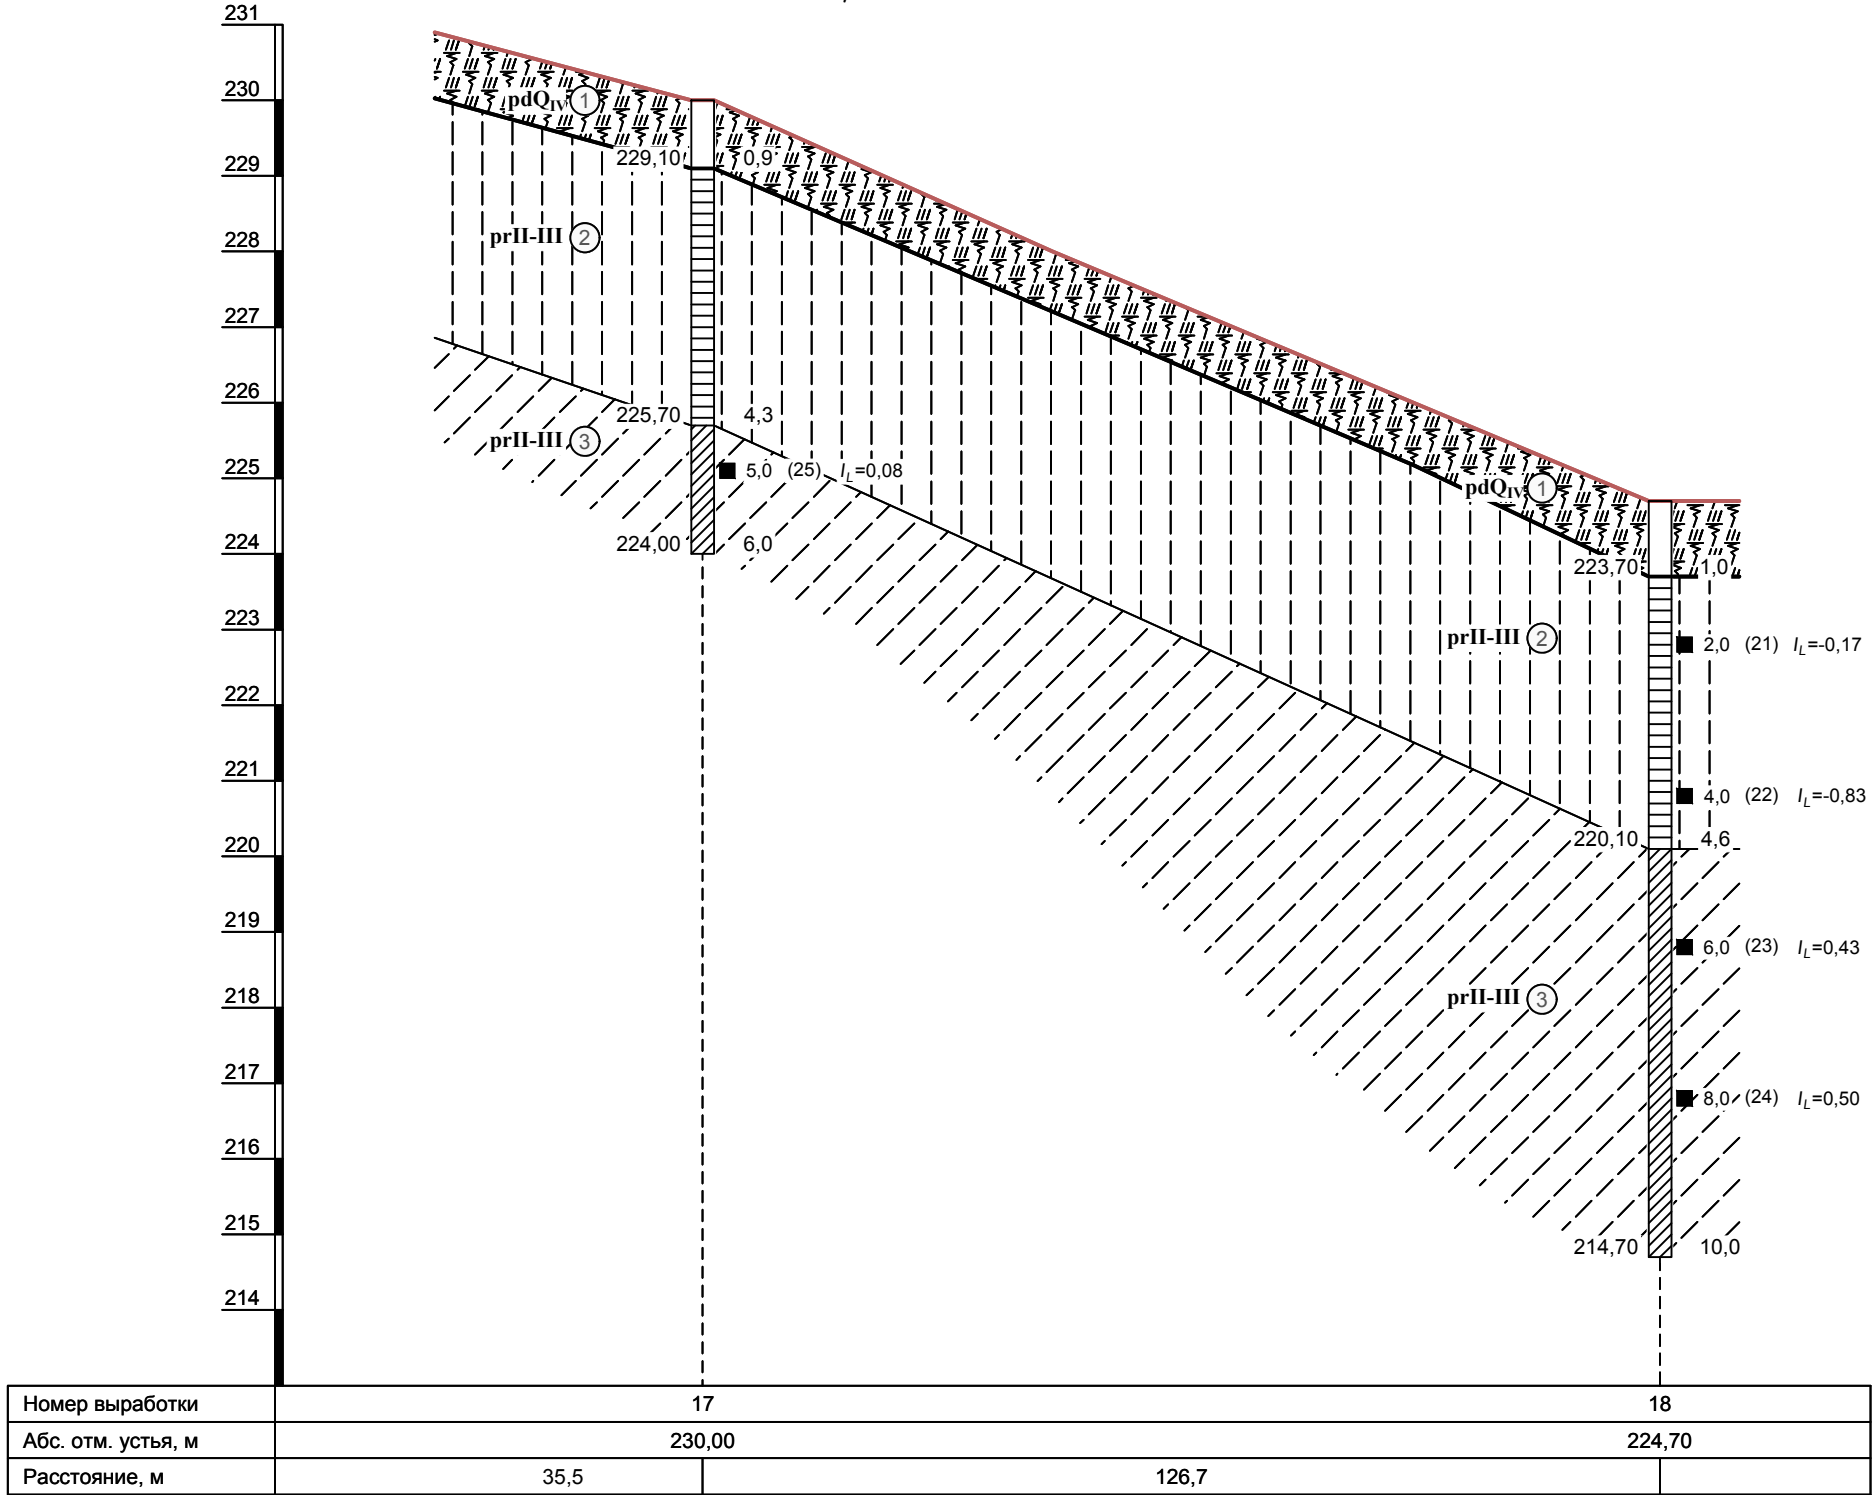 231
230
pdQIV 1
229,10 0,9
229
prII-III 2
228
227
226
225,70 4,3
prII-III 3
5,0 (25) IL=0,08
225
pdQIV 1
224,00 6,0
224
223,70 1,0
223
prII-III 2
2,0 (21) IL=-0,17
222
221
4,0 (22) IL=-0,83
220,10 4,6
220
219
6,0 (23) IL=0,43
prII-III 3
218
217
8,0 (24) IL=0,50
216
215
214,70 10,0
214
Номер выработки 17 18
Абс. отм. устья, м 230,00 224,70
Расстояние, м 35,5 126,7